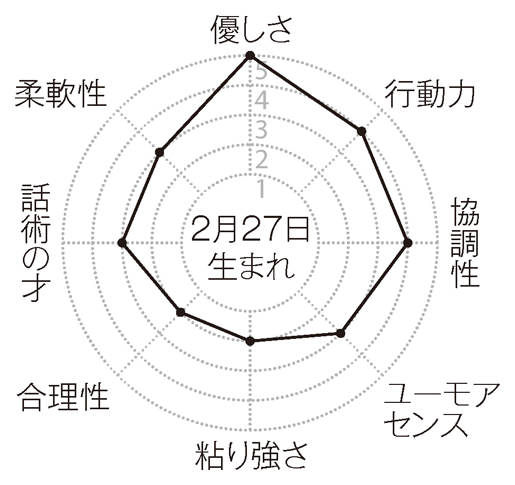 優しさ
行動力
協調性
ユーモア
センス
粘り強さ
合理性
話術の才
柔軟性
5
4
3
2
1
2月27日
生まれ